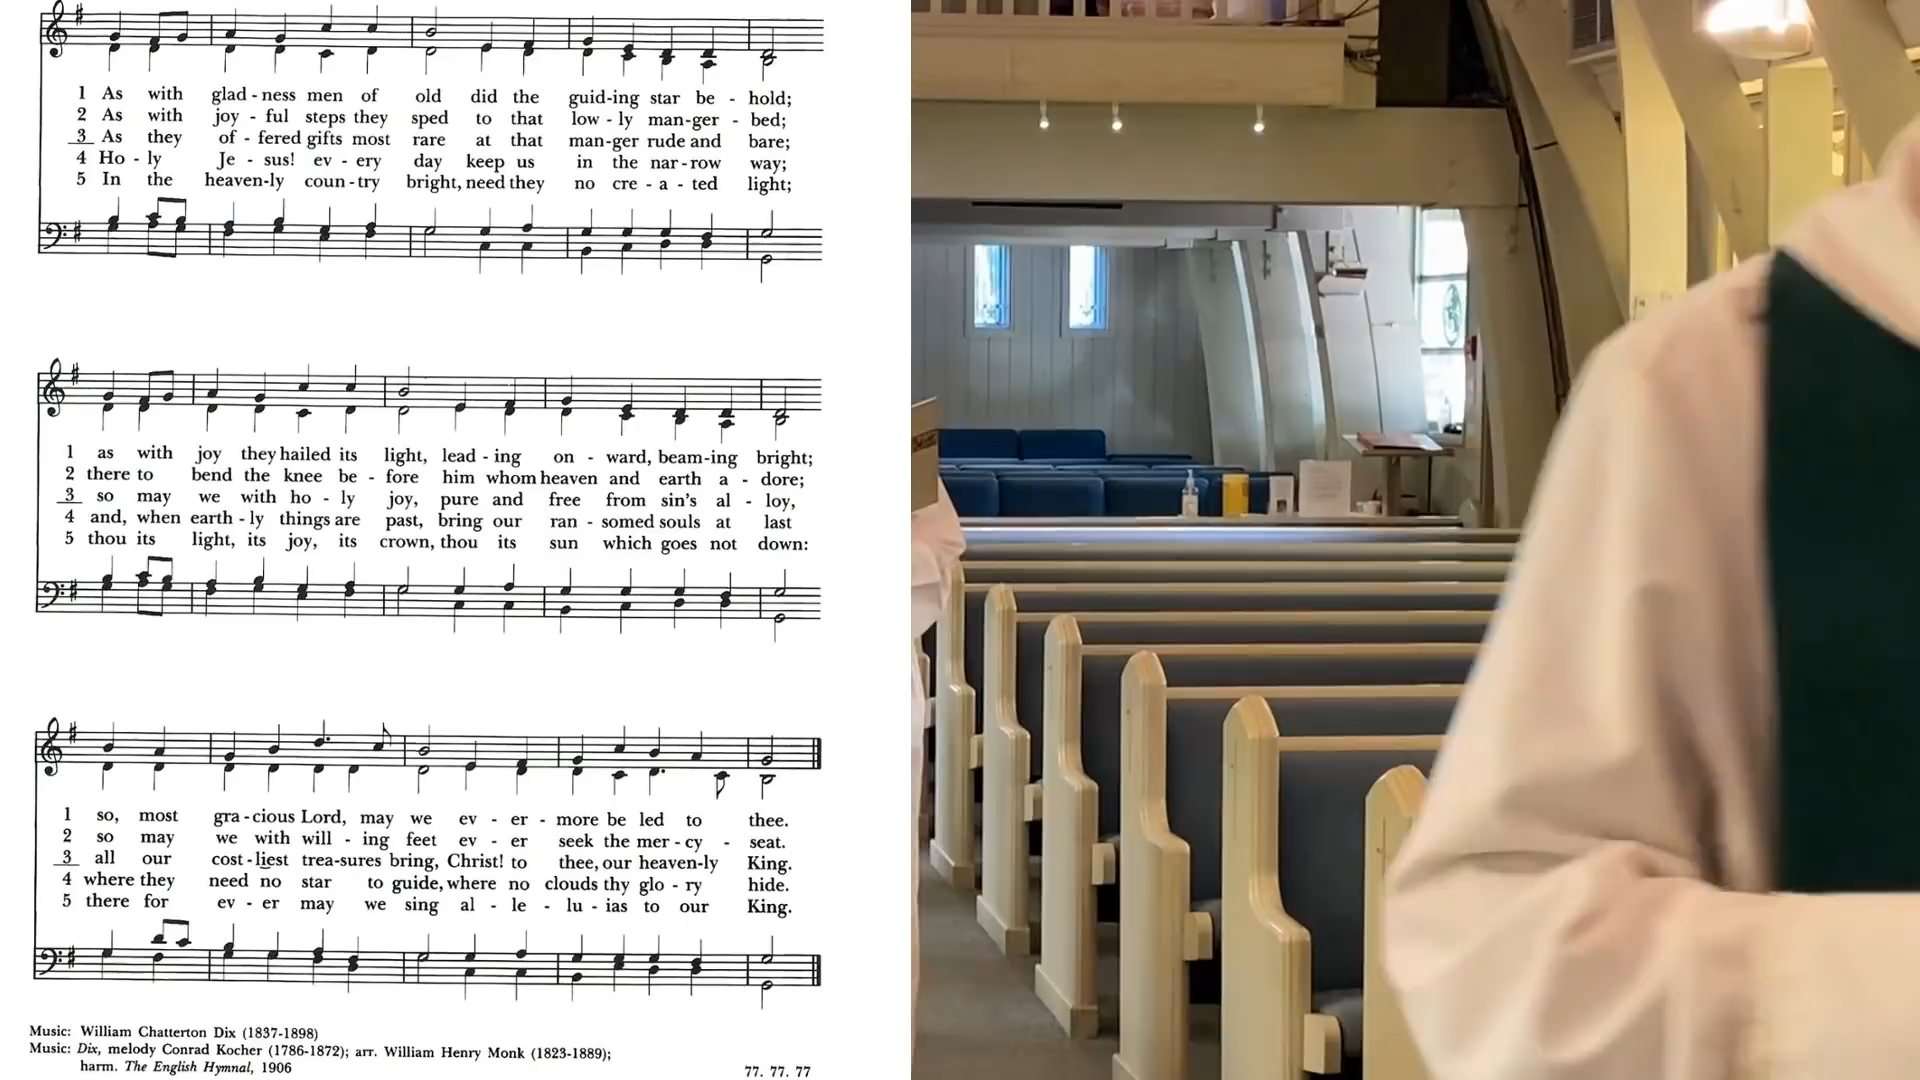 1 As with glad - ness men of old did the guid-ing star be - hold;
2 As with joy - ful steps they sped to that low - ly man-ger - bed;
3 As they of - fered gifts most rare at that man-ger rude and bare;
4 Ho - ly Je - sus! ev - ery day keep us in the nar - row way;
5 In the heaven-ly coun - try bright, need they no cre - a - ted light;
1 as with joy they hailed its light, lead - ing on - ward, beam-ing bright;
2 there to bend the knee be - fore him whom heaven and earth a - dore;
3 so may we with ho - ly joy, pure and free from sin's al - loy,
4 and, when earth - ly things are past, bring our ran - somed souls at last
5 thou its light, its joy, its crown, thou its sun which goes not down:
1 so, most gra - cious Lord, may we ev - er - more be led to thee.
2 so may we with will - ing feet ev - er seek the mer - cy - seat.
3 all our cost - liest trea-sures bring, Christ! to thee, our heaven-ly King.
4 where they need no star to guide, where no clouds thy glo - ry hide.
5 there for ev - er may we sing al - le - lu - ias to our King.
Music: William Chatterton Dix (1837-1898)
Music: Dix, melody Conrad Kocher (1786-1872); arr. William Henry Monk (1823-1889);
harm. The English Hymnal, 1906
77. 77. 77